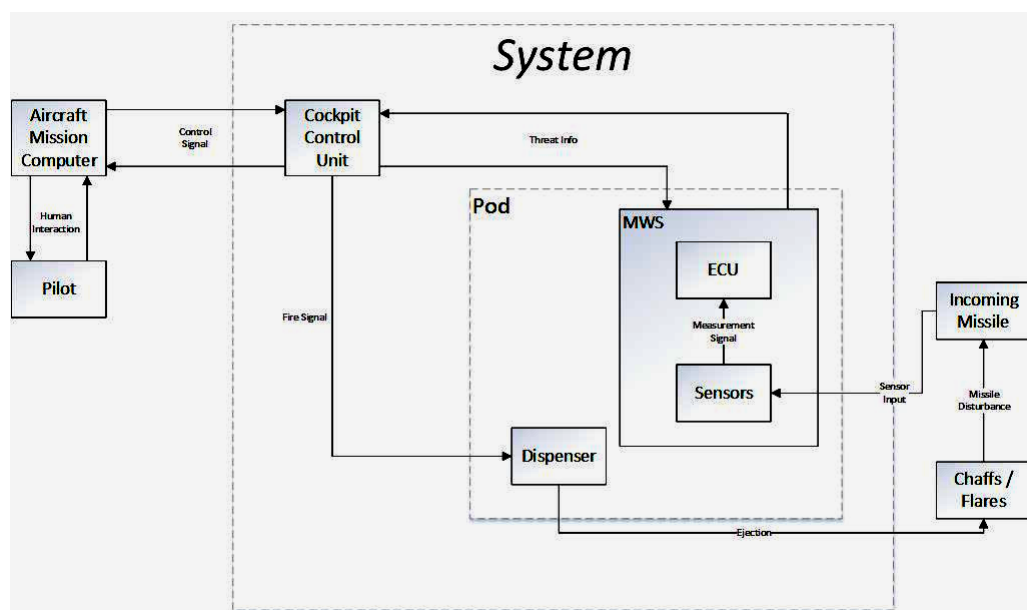 System
Aircraft
Mission
Computer
Control
Signal
Cockpit
Control
Unit
Threat Info
Human
Interaction
Pilot
Pod
MWS
ECU
Measurement
Signal
Sensors
Fire Signal
Dispenser
Incoming
Missile
Sensor
Input
Missile
Disturbance
Chaffs /
Flares
Ejection